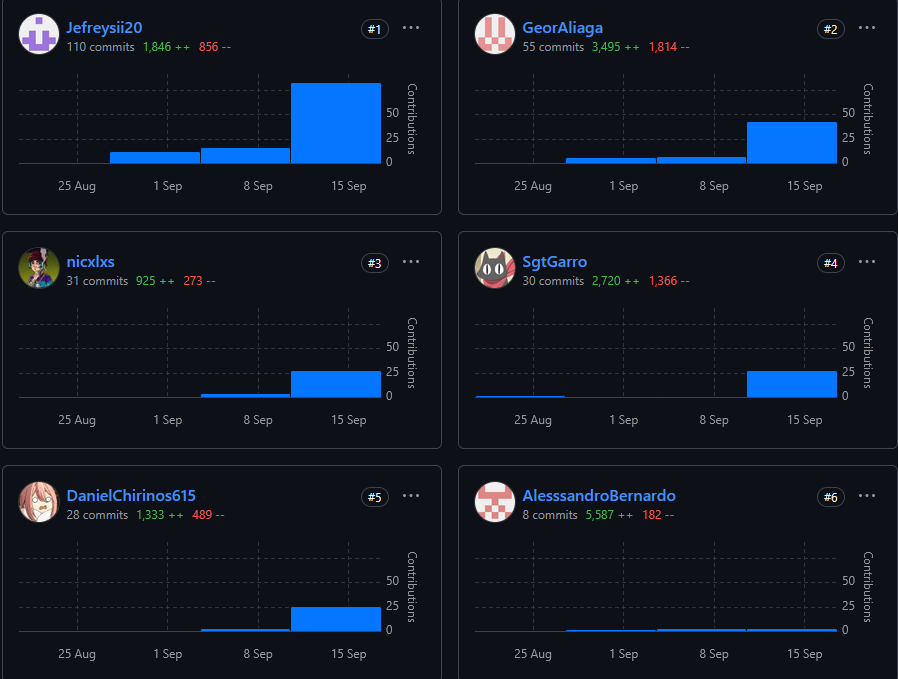 Jefreysii20
#1
110 commits 1,846 ++ 856 --
Contributions
50
25
0
25 Aug 1 Sep 8 Sep 15 Sep
GeorAliaga
#2
55 commits 3,495 ++ 1,814 --
Contributions
50
25
0
25 Aug 1 Sep 8 Sep 15 Sep
nicxlxs
#3
31 commits 925 ++ 273 --
Contributions
50
25
0
25 Aug 1 Sep 8 Sep 15 Sep
SgtGarro
#4
30 commits 2,720 ++ 1,366 --
Contributions
50
25
0
25 Aug 1 Sep 8 Sep 15 Sep
DanielChirinos615
#5
28 commits 1,333 ++ 489 --
Contributions
50
25
0
25 Aug 1 Sep 8 Sep 15 Sep
AlesssandroBernardo
#6
8 commits 5,587 ++ 182 --
Contributions
50
25
0
25 Aug 1 Sep 8 Sep 15 Sep